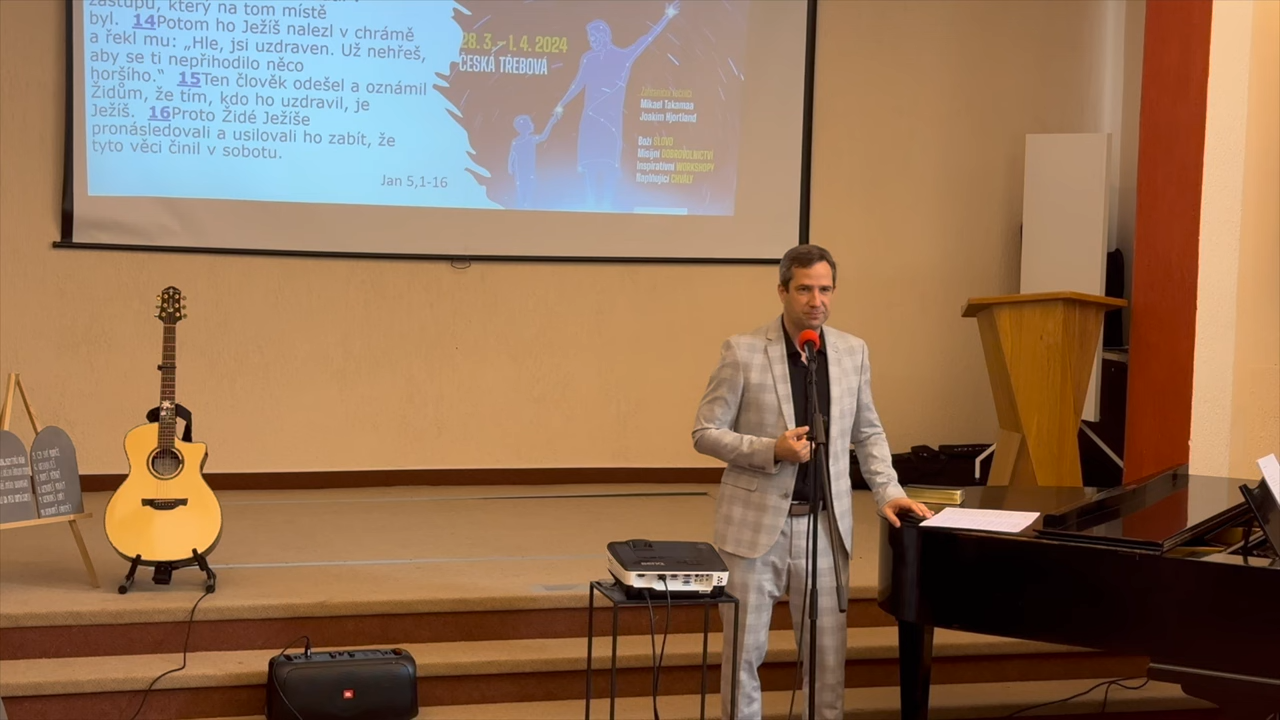 zástupu, který na tom místě
byl. 14Potom ho Ježíš nalezl v chrámě
a řekl mu: „Hle, jsi uzdraven. Už nehřeš,
aby se ti nepřihodilo něco
horšího.“ 15Ten člověk odešel a oznámil
Židům, že tím, kdo ho uzdravil, je
Ježíš. 16Proto Židé Ježíše
pronásledovali a usilovali ho zabít, že
tyto věci činil v sobotu.
Jan 5,1-16
28. 3. – 1. 4. 2024
ČESKÁ TŘEBOVÁ
Mikael Takamaa
Joakim Hjortland
Boží SLOVO
Misijní DOBROVOLNICTVÍ
Inspirativní WORKSHOPY
Naplňující CHVÁLY
JBL